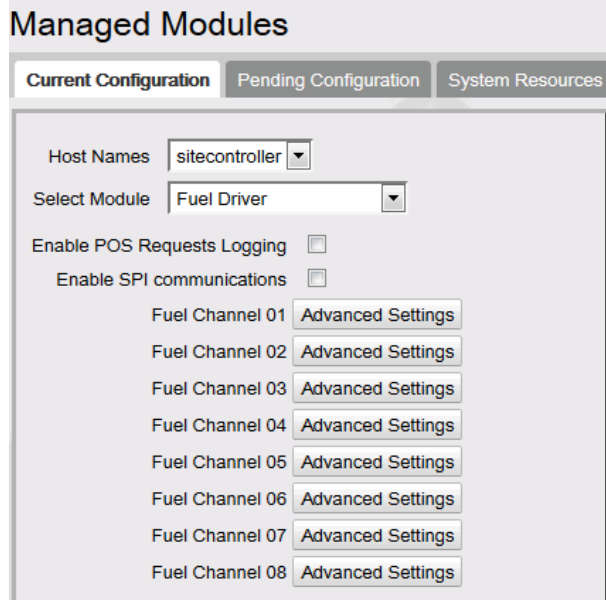 Managed Modules
Current Configuration Pending Configuration System Resources
Host Names sitecontroller
Select Module Fuel Driver
Enable POS Requests Logging
Enable SPI communications
Fuel Channel 01 Advanced Settings
Fuel Channel 02 Advanced Settings
Fuel Channel 03 Advanced Settings
Fuel Channel 04 Advanced Settings
Fuel Channel 05 Advanced Settings
Fuel Channel 06 Advanced Settings
Fuel Channel 07 Advanced Settings
Fuel Channel 08 Advanced Settings